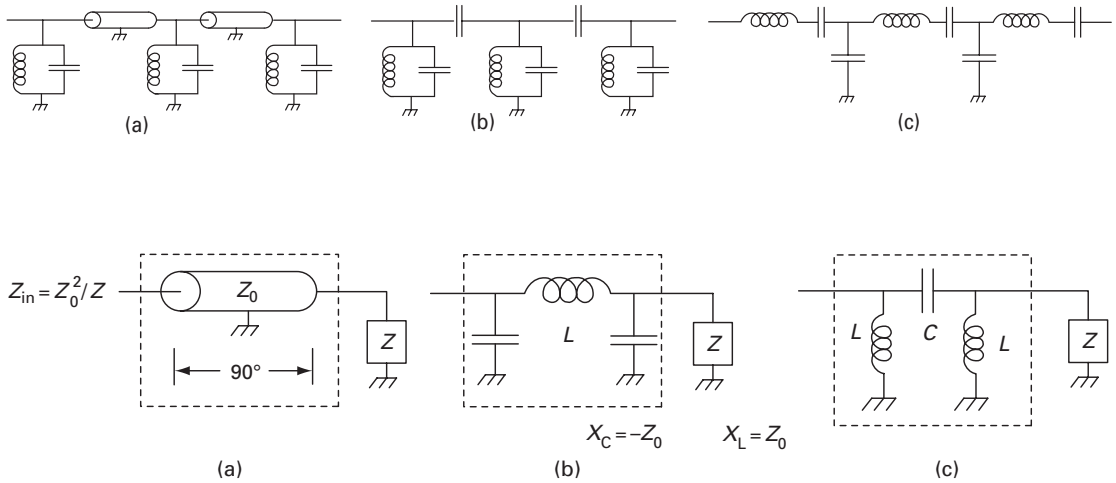 (a)
(b)
(c)
Z_in = Z_0^2/Z
Z_0
90°
Z
L
Z
L
C
L
Z
X_C = −Z_0
X_L = Z_0
(a)
(b)
(c)